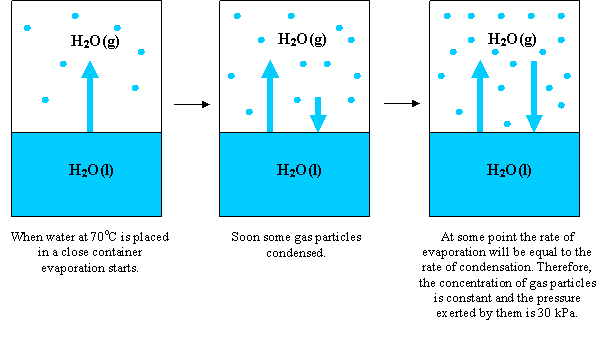 H₂O(g)
H₂O(l)
When water at 70°C is placed
in a close container
evaporation starts.
H₂O(g)
H₂O(l)
Soon some gas particles
condensed.
H₂O(g)
H₂O(l)
At some point the rate of
evaporation will be equal to the
rate of condensation. Therefore,
the concentration of gas particles
is constant and the pressure
exerted by them is 30 kPa.